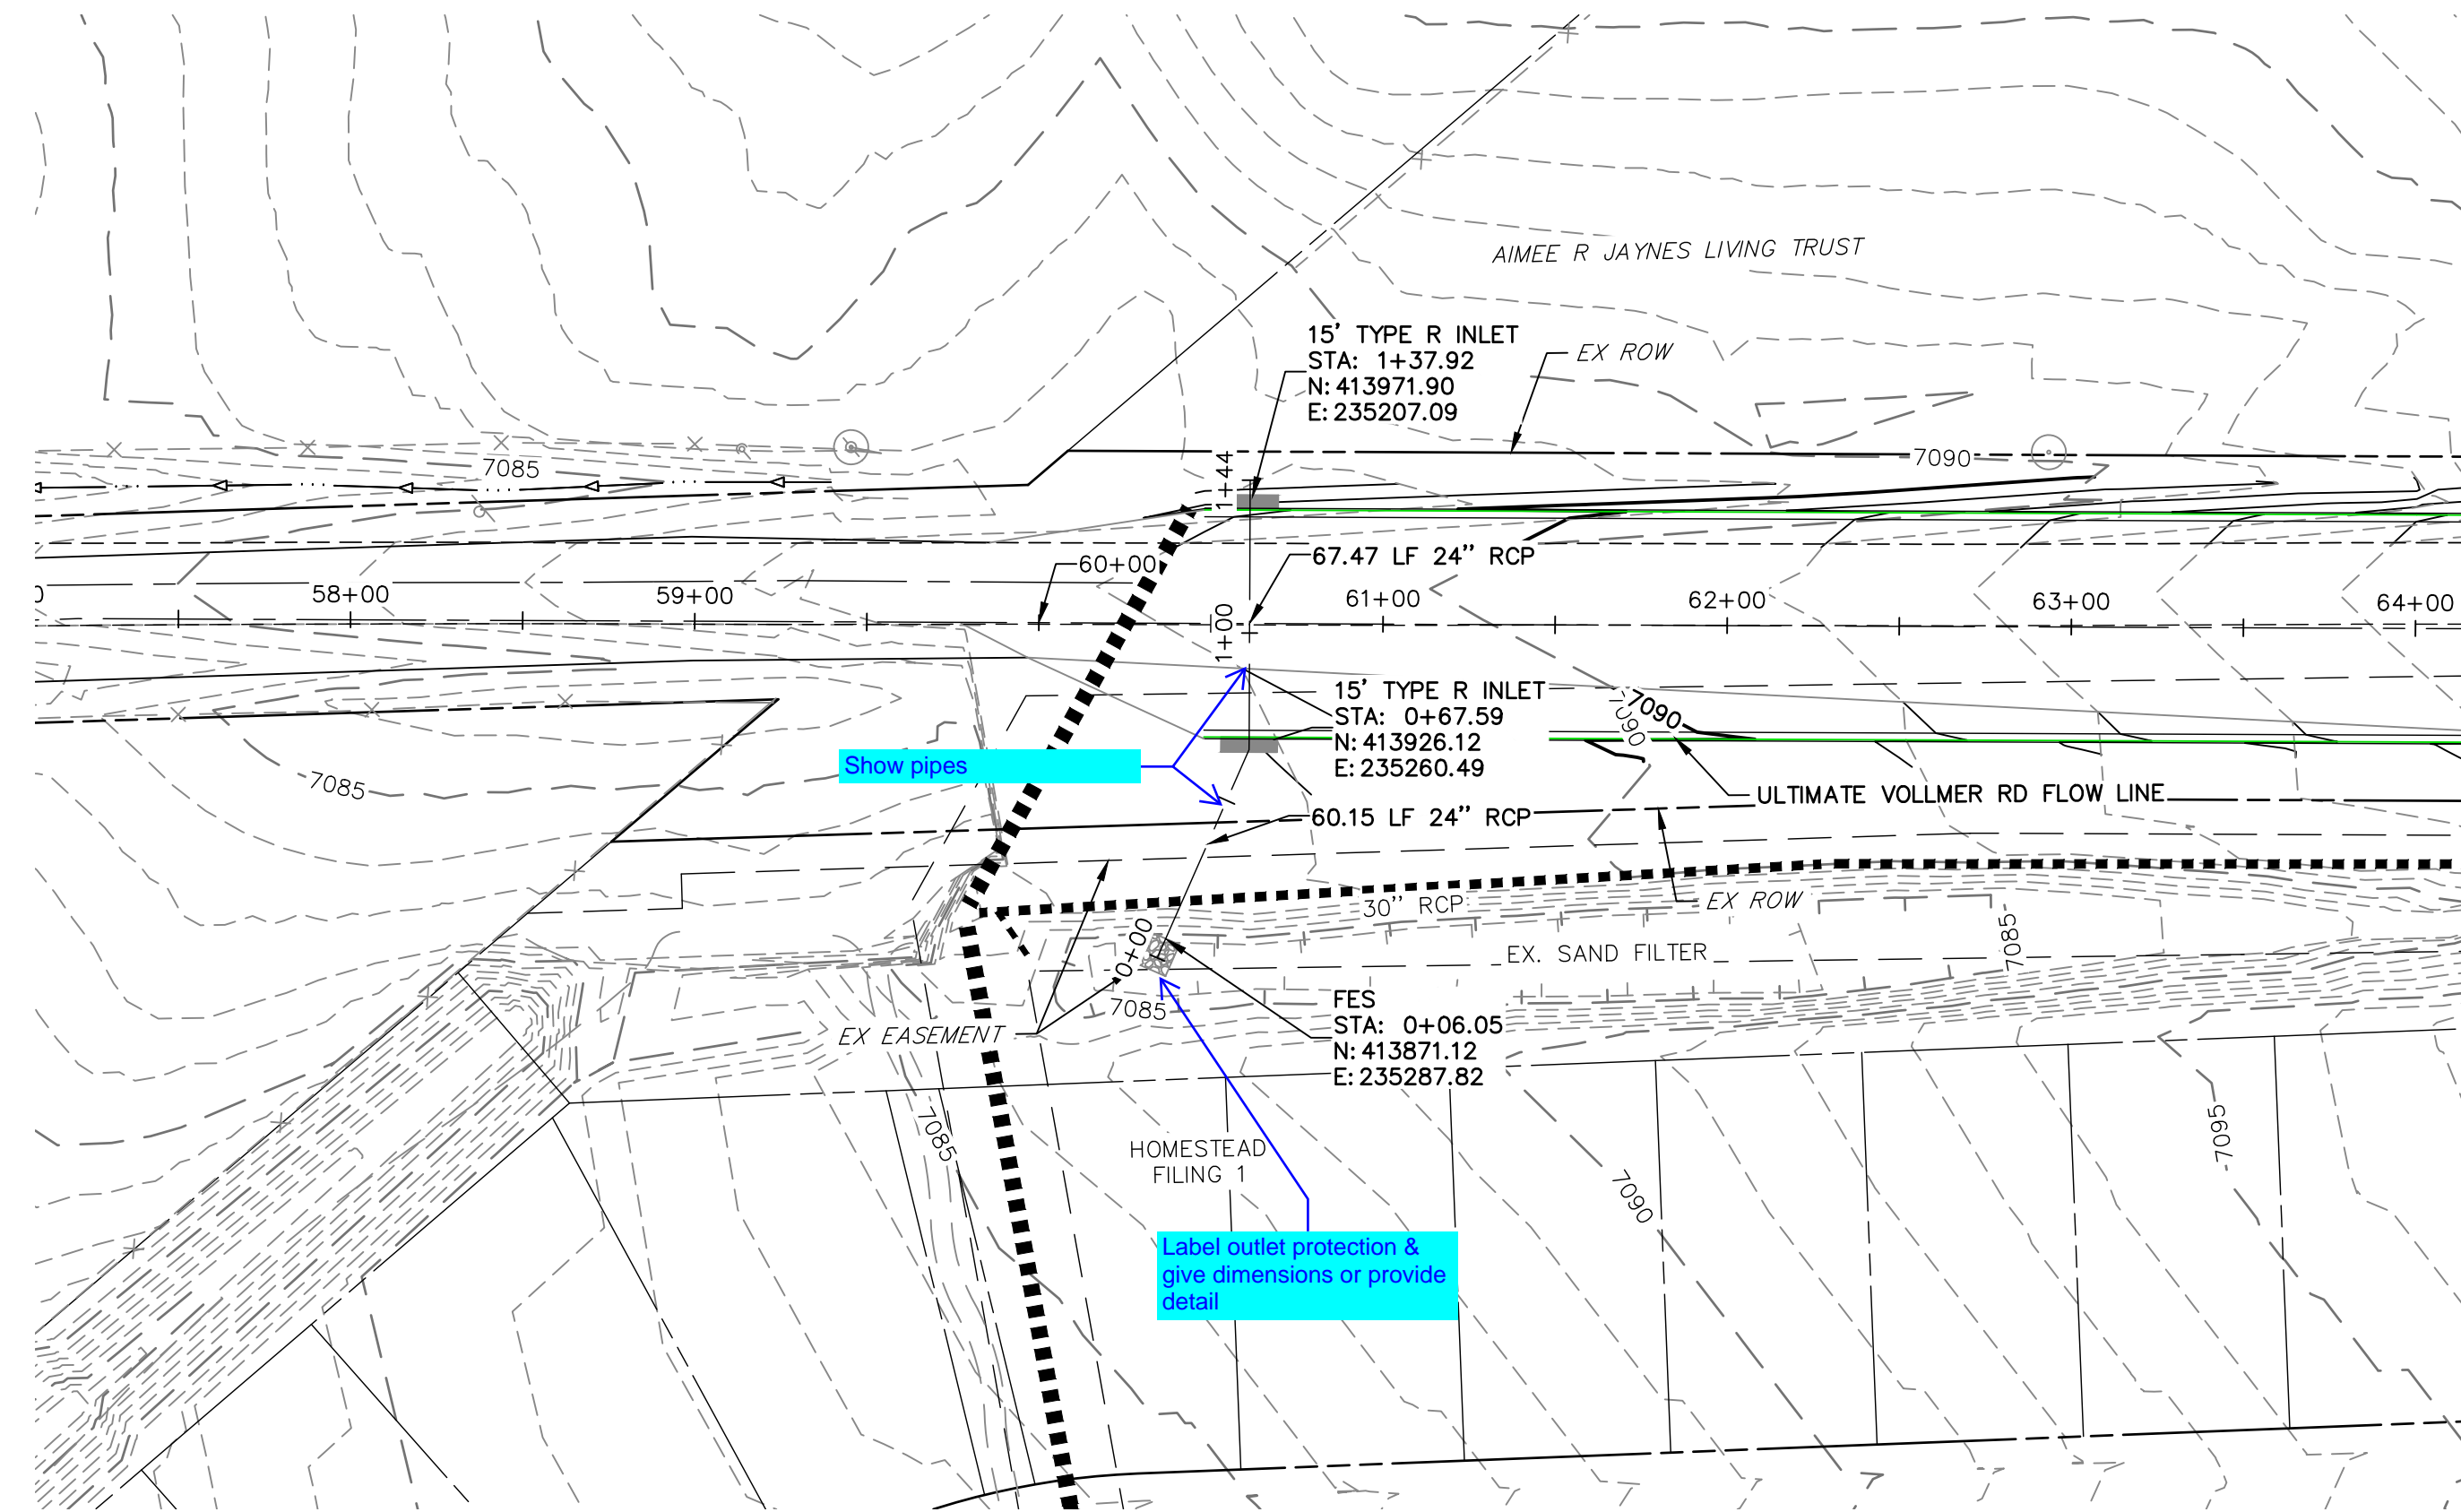 AIMEE R JAYNES LIVING TRUST
15' TYPE R INLET
STA: 1+37.92
N: 413971.90
E: 235207.09
EX ROW
1+44
7085
7090
67.47 LF 24" RCP
60+00
0
58+00
59+00
61+00
62+00
63+00
64+00
1+00
15' TYPE R INLET
STA: 0+67.59
N: 413926.12
E: 235260.49
7090
7090
Show pipes
7085
ULTIMATE VOLLMER RD FLOW LINE
60.15 LF 24" RCP
30" RCP
EX ROW
EX. SAND FILTER
7085
0+00
FES
STA: 0+06.05
N: 413871.12
E: 235287.82
7085
EX EASEMENT
7085
HOMESTEAD
FILING 1
7090
7095
Label outlet protection &
give dimensions or provide
detail